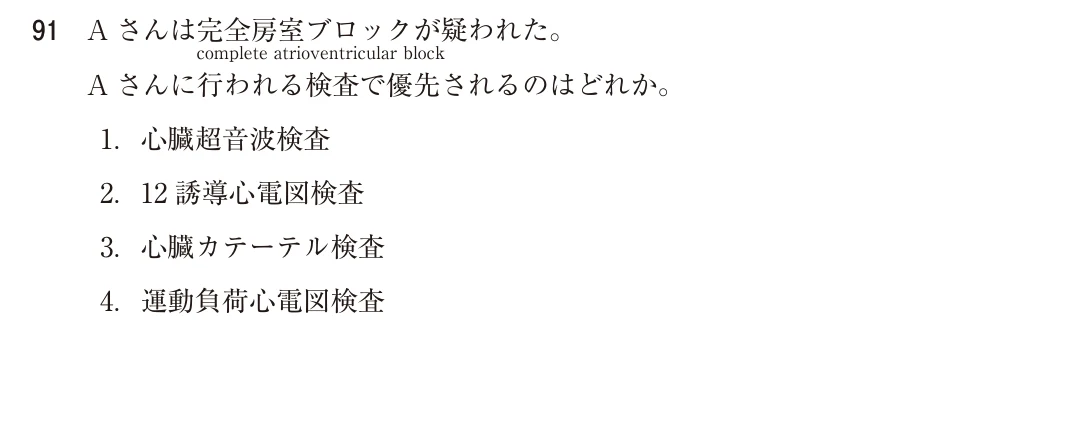 91 Aさんは完全房室ブロックが疑われた。
complete atrioventricular block
Aさんに行われる検査で優先されるのはどれか。
1. 心臓超音波検査
2. 12誘導心電図検査
3. 心臓カテーテル検査
4. 運動負荷心電図検査